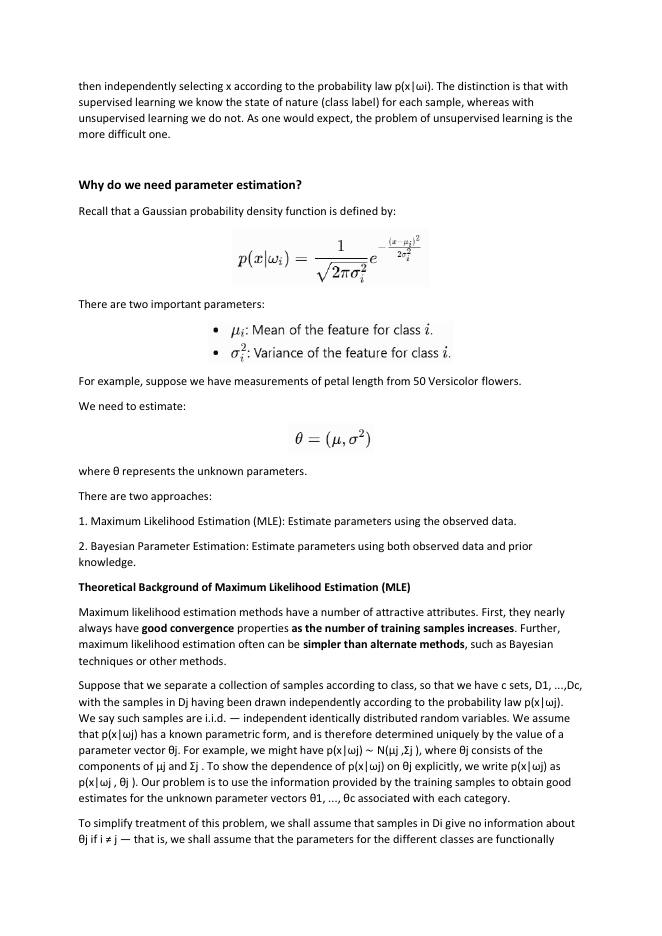 then independently selecting x according to the probability law p(x|ωi). The distinction is that with
supervised learning we know the state of nature (class label) for each sample, whereas with
unsupervised learning we do not. As one would expect, the problem of unsupervised learning is the
more difficult one.
Why do we need parameter estimation?
Recall that a Gaussian probability density function is defined by:
p(x|ω_i) = \frac{1}{\sqrt{2πσ_i^2}} e^{-\frac{(x-μ_i)^2}{2σ_i^2}}
There are two important parameters:
• μ_i: Mean of the feature for class i.
• σ_i^2: Variance of the feature for class i.
For example, suppose we have measurements of petal length from 50 Versicolor flowers.
We need to estimate:
θ = (μ, σ^2)
where θ represents the unknown parameters.
There are two approaches:
1. Maximum Likelihood Estimation (MLE): Estimate parameters using the observed data.
2. Bayesian Parameter Estimation: Estimate parameters using both observed data and prior
knowledge.
Theoretical Background of Maximum Likelihood Estimation (MLE)
Maximum likelihood estimation methods have a number of attractive attributes. First, they nearly
always have good convergence properties as the number of training samples increases. Further,
maximum likelihood estimation often can be simpler than alternate methods, such as Bayesian
techniques or other methods.
Suppose that we separate a collection of samples according to class, so that we have c sets, D1, ...,Dc,
with the samples in Dj having been drawn independently according to the probability law p(x|ωj).
We say such samples are i.i.d. — independent identically distributed random variables. We assume
that p(x|ωj) has a known parametric form, and is therefore determined uniquely by the value of a
parameter vector θj. For example, we might have p(x|ωj) ∼ N(μj ,Σj ), where θj consists of the
components of μj and Σj . To show the dependence of p(x|ωj) on θj explicitly, we write p(x|ωj) as
p(x|ωj , θj ). Our problem is to use the information provided by the training samples to obtain good
estimates for the unknown parameter vectors θ1, ..., θc associated with each category.
To simplify treatment of this problem, we shall assume that samples in Di give no information about
θj if i ≠ j — that is, we shall assume that the parameters for the different classes are functionally